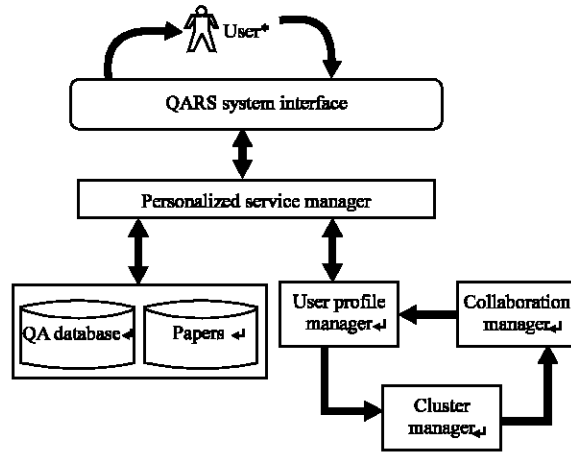 User*
QARS system interface
Personalized service manager
QA database↵
Papers ↵
User profile
manager↵
Collaboration
manager↵
Cluster
manager↵